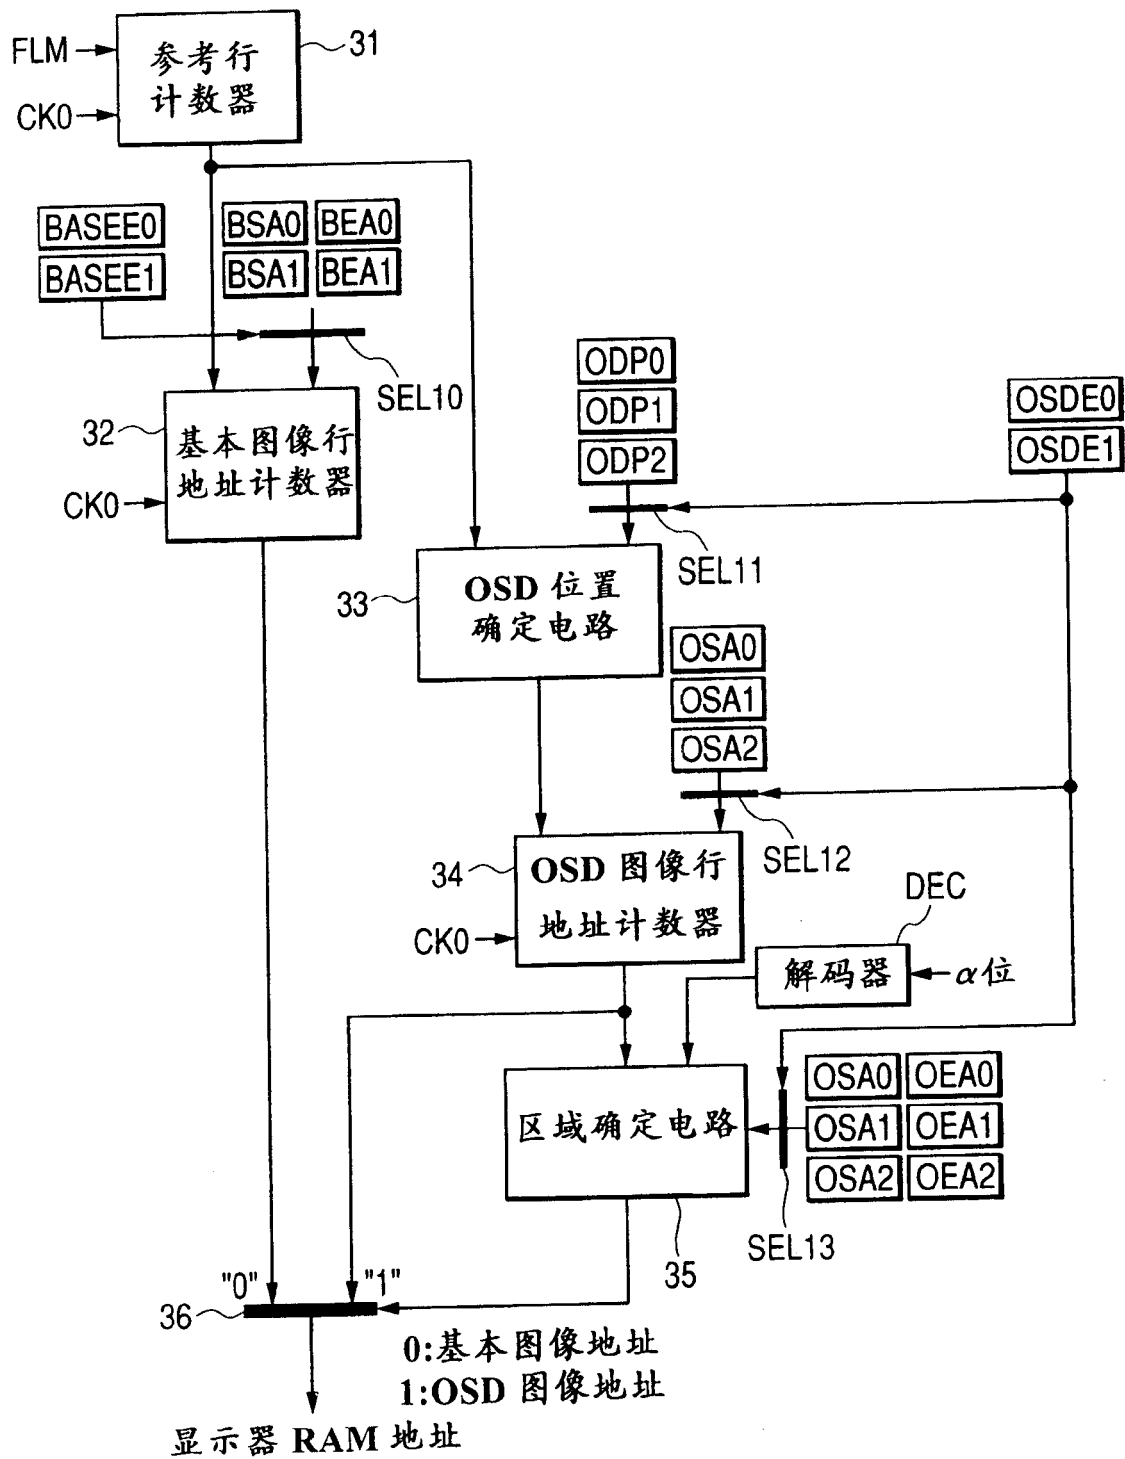 FLM
参考行
计数器
31
CK0
BASEE0
BSA0 BEA0
BASEE1
BSA1 BEA1
SEL10
ODP0
ODP1
ODP2
OSDE0
OSDE1
32
基本图像行
地址计数器
CK0
SEL11
33
OSD 位置
确定电路
OSA0
OSA1
OSA2
SEL12
34
OSD 图像行
地址计数器
CK0
DEC
解码器
α位
区域确定电路
OSA0 OEA0
OSA1 OEA1
OSA2 OEA2
SEL13
35
"0"
"1"
36
0:基本图像地址
1:OSD 图像地址
显示器 RAM 地址